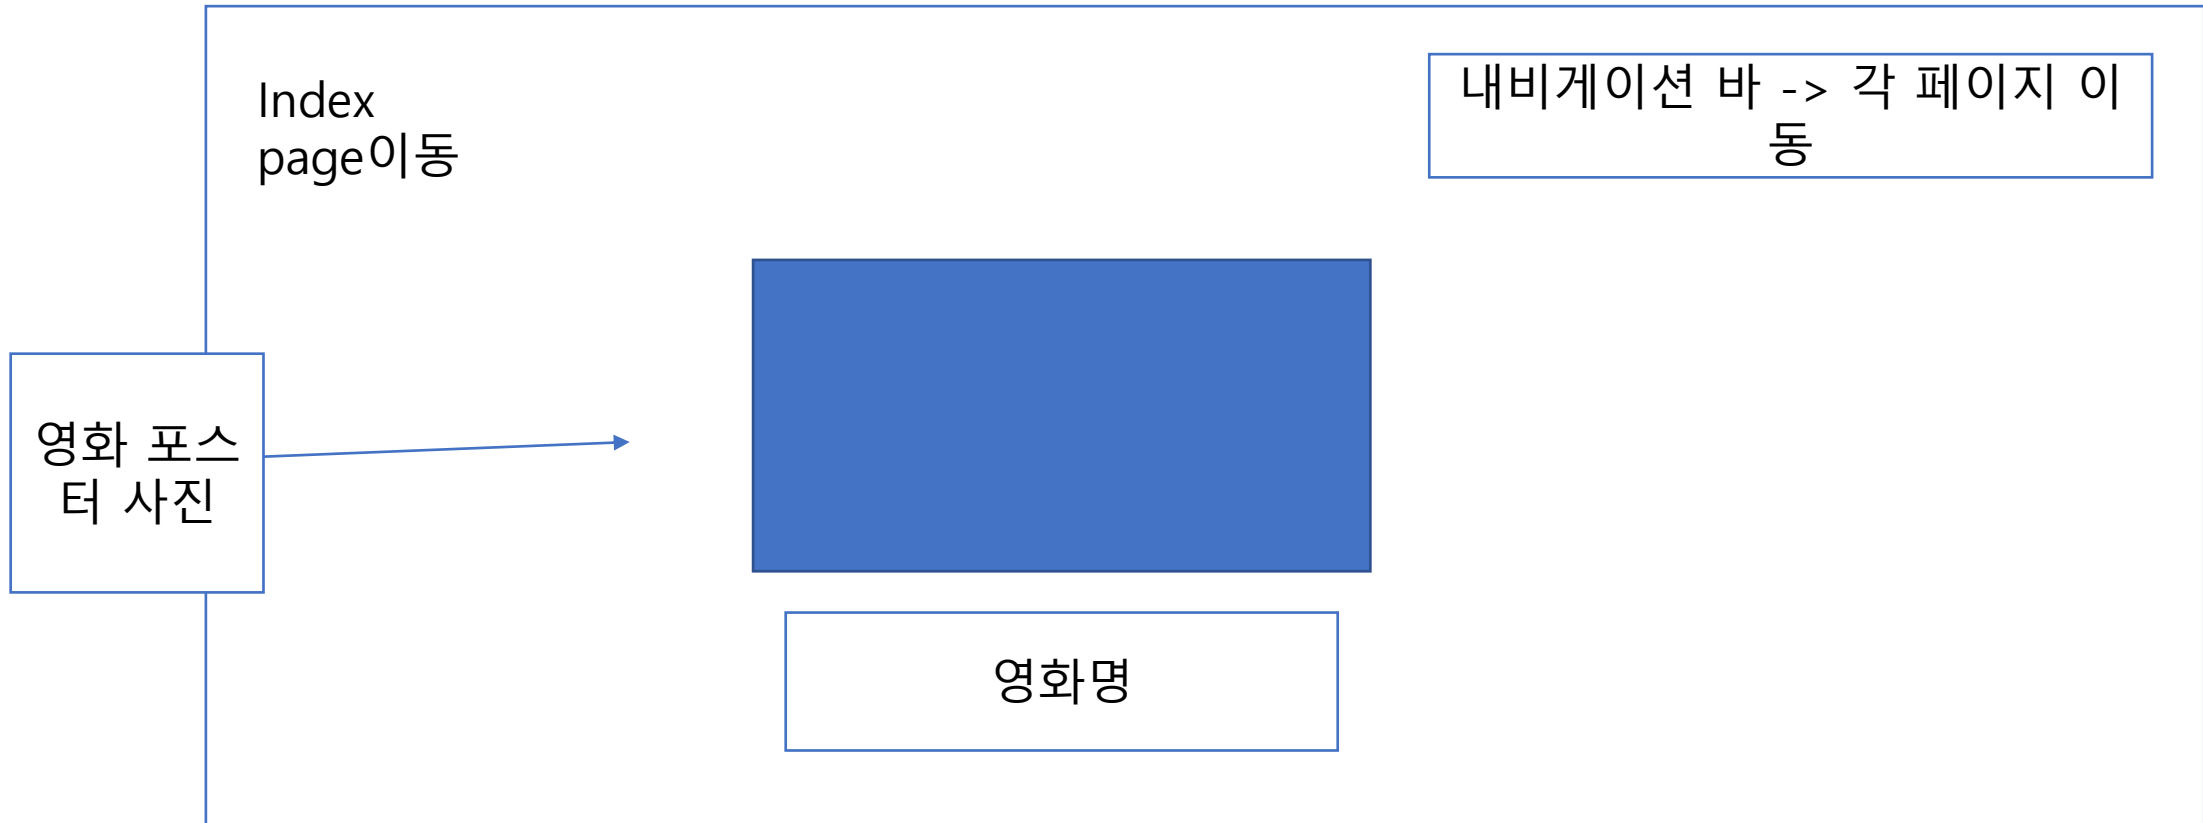 Index
page이동
내비게이션 바 -> 각 페이지 이
동
영화 포스
터 사진
영화명